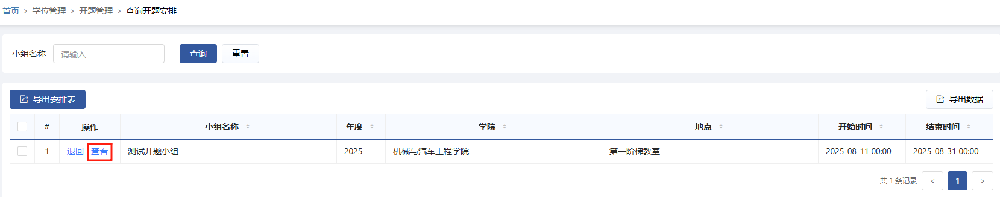 首页 > 学位管理 > 开题管理 > 查询开题安排
小组名称 请输入 查询 重置
导出安排表 导出数据
# 操作 小组名称 年度 学院 地点 开始时间 结束时间
1 退回 查看 测试开题小组 2025 机械与汽车工程学院 第一阶梯教室 2025-08-11 00:00 2025-08-31 00:00
共 1 条记录 < 1 >